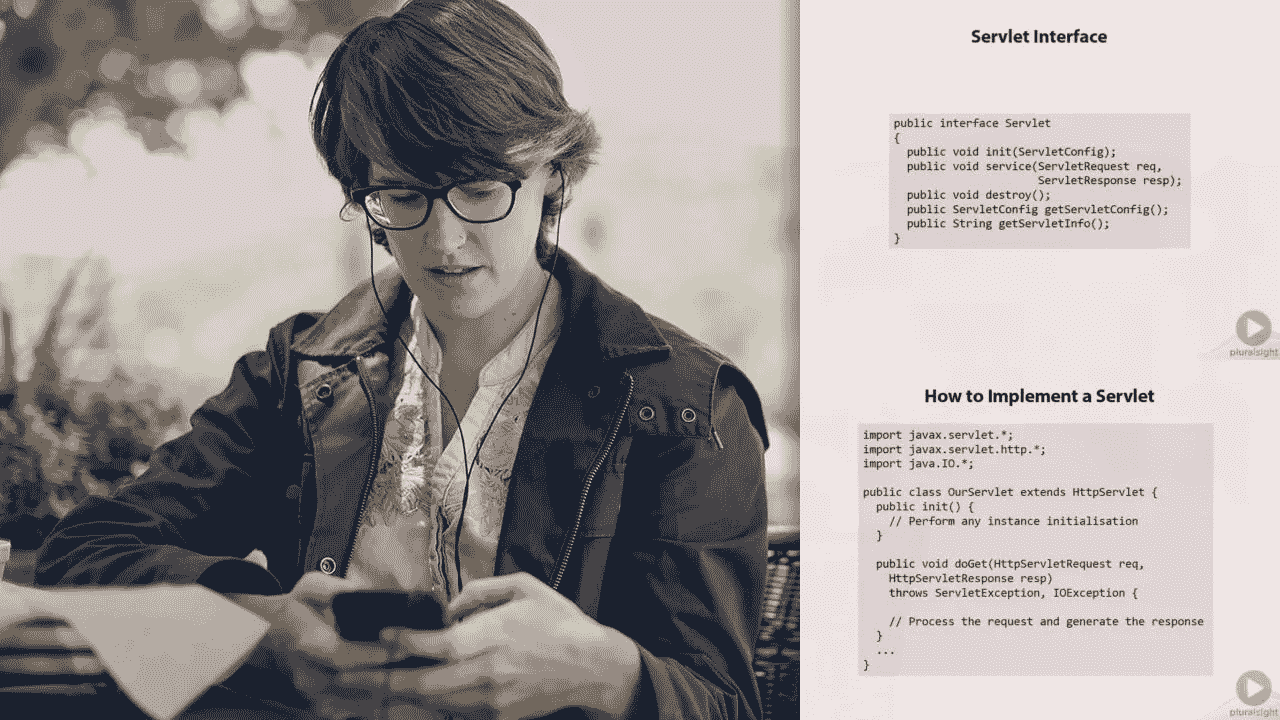 Servlet Interface
public interface Servlet
{
  public void init(ServletConfig);
  public void service(ServletRequest req,
                      ServletResponse resp);
  public void destroy();
  public ServletConfig getServletConfig();
  public String getServletInfo();
}
pluralsight
How to Implement a Servlet
import javax.servlet.*;
import javax.servlet.http.*;
import java.IO.*;
public class OurServlet extends HttpServlet {
  public init() {
    // Perform any instance initialisation
  }
  public void doGet(HttpServletRequest req,
    HttpServletResponse resp)
    throws ServletException, IOException {
    // Process the request and generate the response
  }
  ...
}
pluralsight